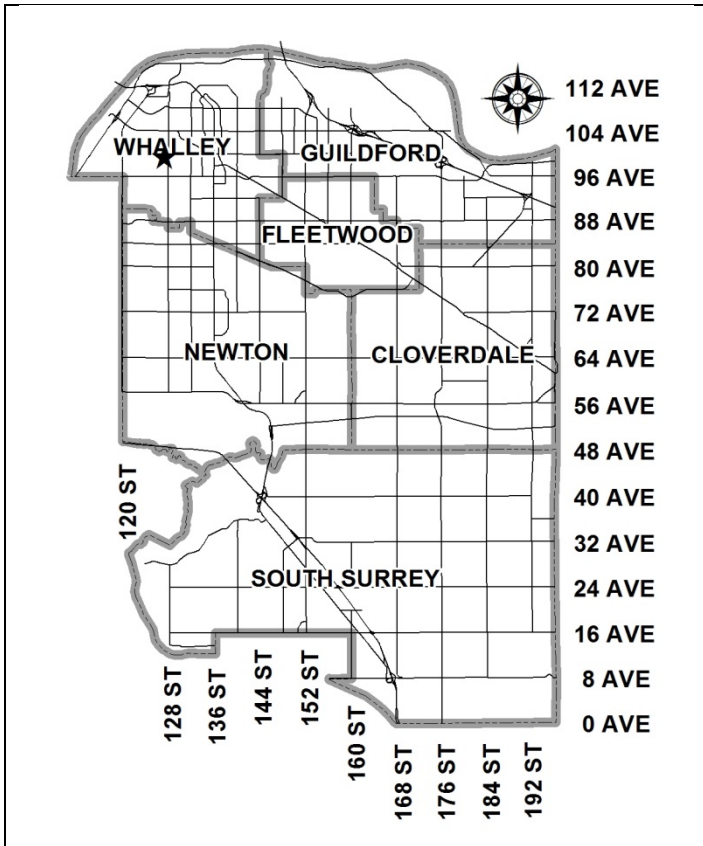 112 AVE
104 AVE
WHALLEY
GUILDFORD
96 AVE
88 AVE
FLEETWOOD
80 AVE
72 AVE
NEWTON
CLOVERDALE
64 AVE
56 AVE
48 AVE
120 ST
40 AVE
32 AVE
SOUTH SURREY
24 AVE
16 AVE
8 AVE
0 AVE
128 ST
136 ST
144 ST
152 ST
160 ST
168 ST
176 ST
184 ST
192 ST